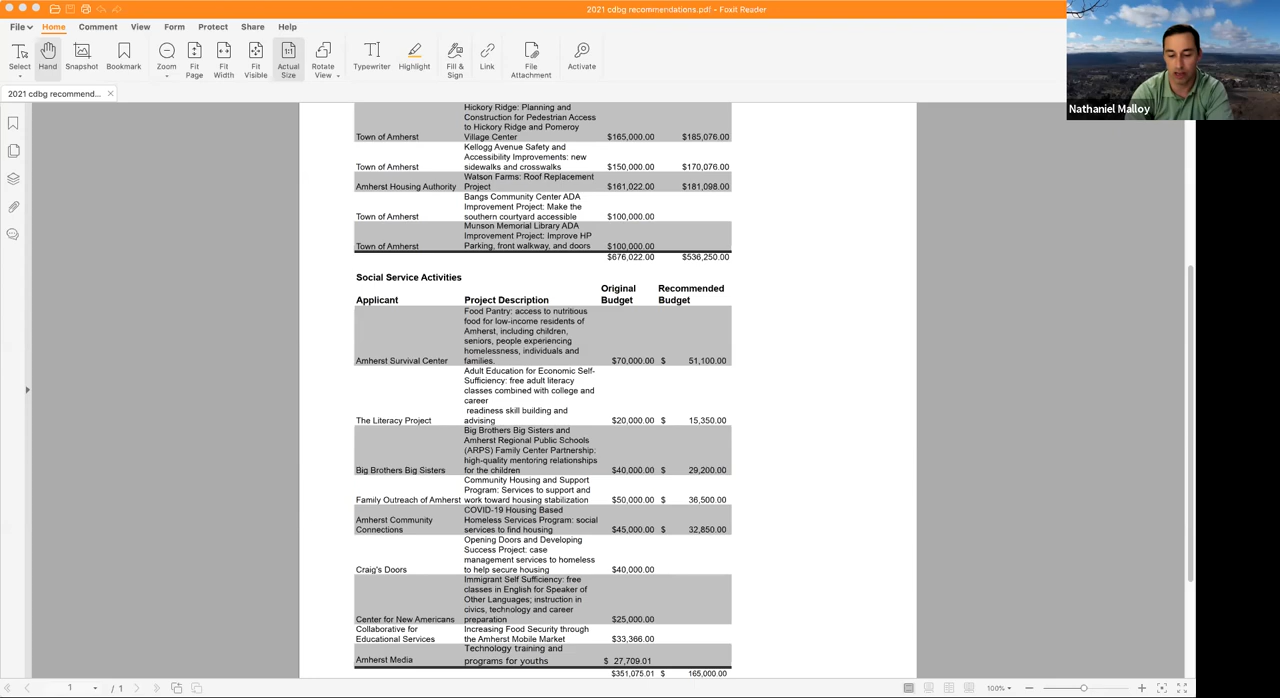 2021 cdbg recommendations.pdf - Foxit Reader
File Home Comment View Form Protect Share Help
Select Hand Snapshot Bookmark Zoom Fit Page Fit Width Fit Visible Actual Size Rotate View Typewriter Highlight Fill & Sign Link File Attachment Activate
Nathaniel Malloy
2021 cdbg recommend... ×
Hickory Ridge: Planning and
Construction for Pedestrian Access
to Hickory Ridge and Pomeroy
Town of Amherst Village Center $165,000.00 $185,076.00
Kellogg Avenue Safety and
Accessibility Improvements: new
Town of Amherst sidewalks and crosswalks $150,000.00 $170,076.00
Watson Farms: Roof Replacement
Amherst Housing Authority Project $161,022.00 $181,098.00
Bangs Community Center ADA
Improvement Project: Make the
Town of Amherst southern courtyard accessible $100,000.00
Munson Memorial Library ADA
Improvement Project: Improve HP
Town of Amherst Parking, front walkway, and doors $100,000.00
$676,022.00 $536,250.00
Social Service Activities
Original Recommended
Applicant Project Description Budget Budget
Food Pantry: access to nutritious
food for low-income residents of
Amherst, including children,
seniors, people experiencing
homelessness, individuals and
Amherst Survival Center families. $70,000.00 $ 51,100.00
Adult Education for Economic Self-
Sufficiency: free adult literacy
classes combined with college and
career
readiness skill building and
The Literacy Project advising $20,000.00 $ 15,350.00
Big Brothers Big Sisters and
Amherst Regional Public Schools
(ARPS) Family Center Partnership:
high-quality mentoring relationships
Big Brothers Big Sisters for the children $40,000.00 $ 29,200.00
Community Housing and Support
Program: Services to support and
Family Outreach of Amherst work toward housing stabilization $50,000.00 $ 36,500.00
COVID-19 Housing Based
Amherst Community Homeless Services Program: social
Connections services to find housing $45,000.00 $ 32,850.00
Opening Doors and Developing
Success Project: case
management services to homeless
Craig's Doors to help secure housing $40,000.00
Immigrant Self Sufficiency: free
classes in English for Speaker of
Other Languages; instruction in
civics, technology and career
Center for New Americans preparation $25,000.00
Collaborative for Increasing Food Security through
Educational Services the Amherst Mobile Market $33,366.00
Technology training and
Amherst Media programs for youths $ 27,709.01
$351,075.01 $ 165,000.00
1 / 1 100%